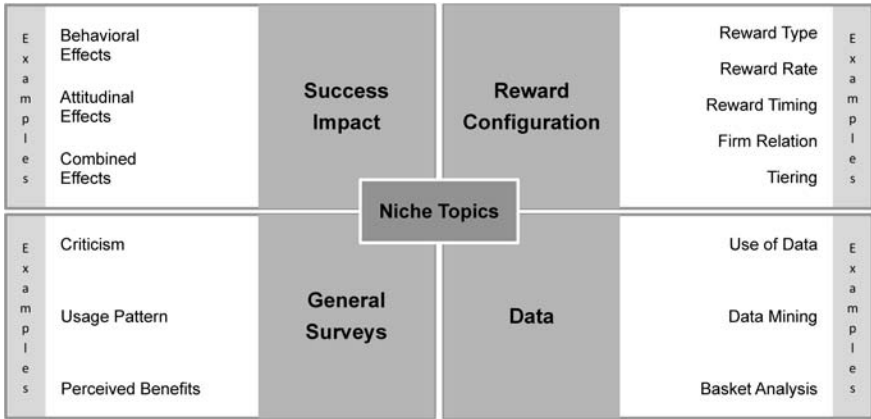 Examples
Behavioral
Effects
Attitudinal
Effects
Combined
Effects
Success
Impact
Reward
Configuration
Reward Type
Reward Rate
Reward Timing
Firm Relation
Tiering
Examples
Niche Topics
Examples
Criticism
Usage Pattern
Perceived Benefits
General
Surveys
Data
Use of Data
Data Mining
Basket Analysis
Examples